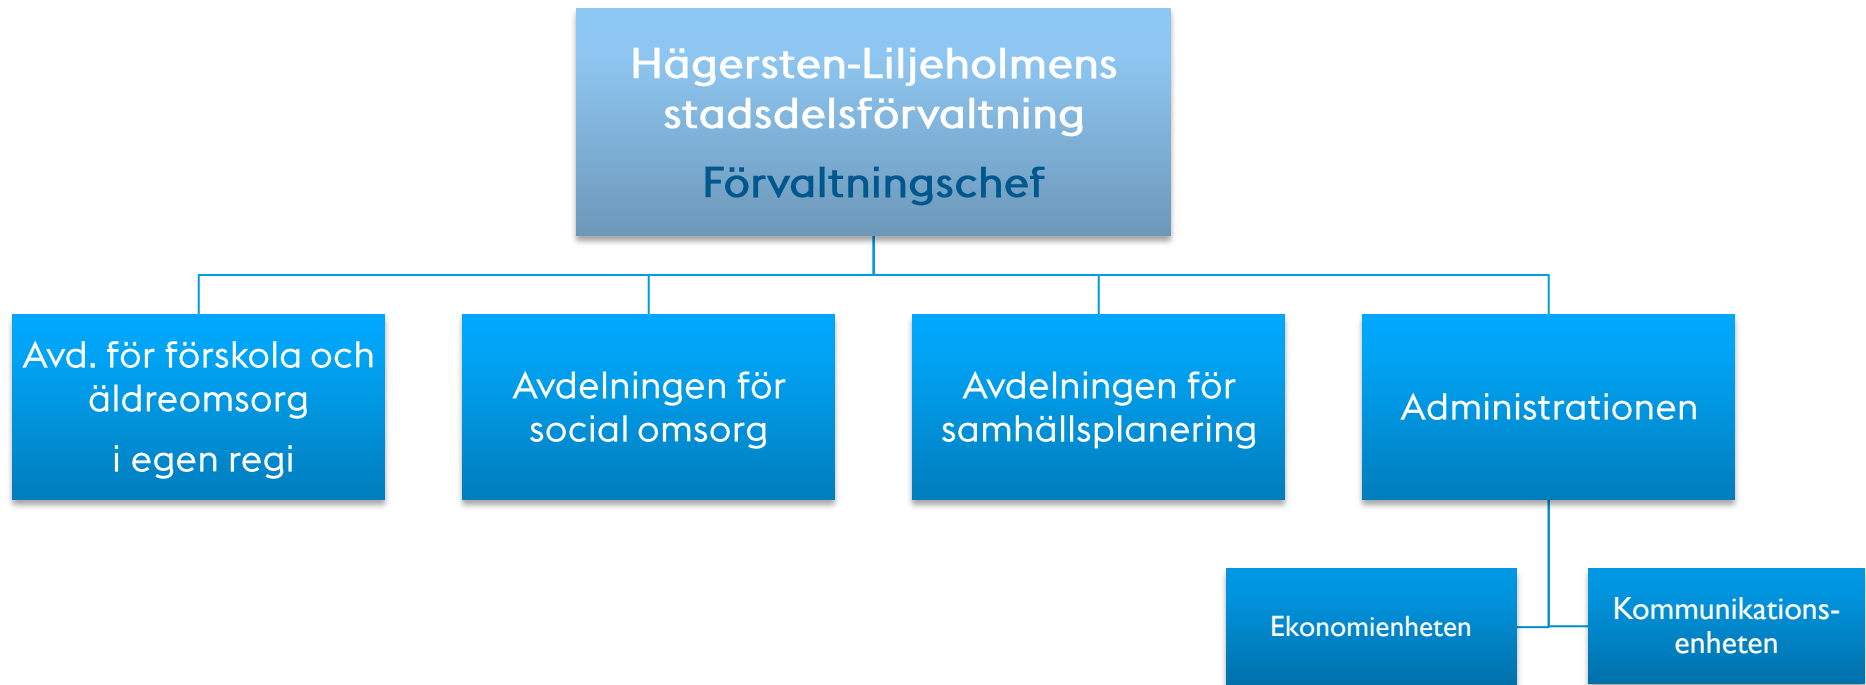 Hägersten-Liljeholmens
stadsdelsförvaltning
Förvaltningschef
Avd. för förskola och
äldreomsorg
i egen regi
Avdelningen för
social omsorg
Avdelningen för
samhällsplanering
Administrationen
Ekonomienheten
Kommunikations-
enheten